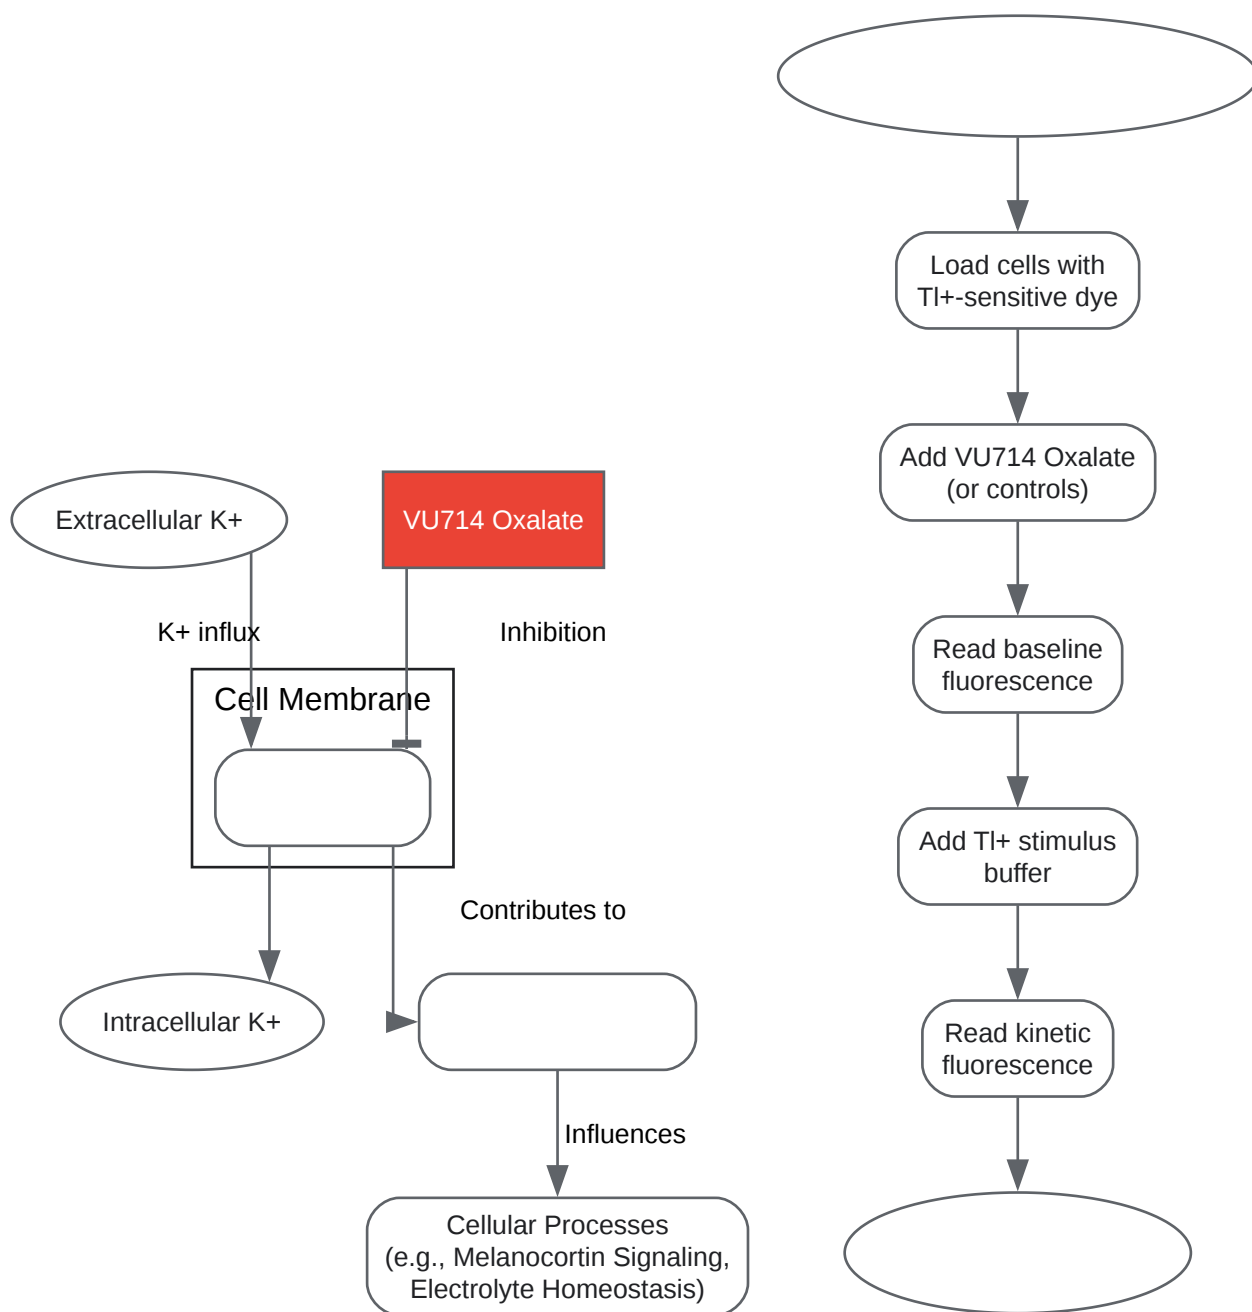 Extracellular K+
VU714 Oxalate
K+ influx
Inhibition
Cell Membrane
Contributes to
Intracellular K+
Influences
Cellular Processes
(e.g., Melanocortin Signaling,
Electrolyte Homeostasis)
Load cells with
Tl+-sensitive dye
Add VU714 Oxalate
(or controls)
Read baseline
fluorescence
Add Tl+ stimulus
buffer
Read kinetic
fluorescence